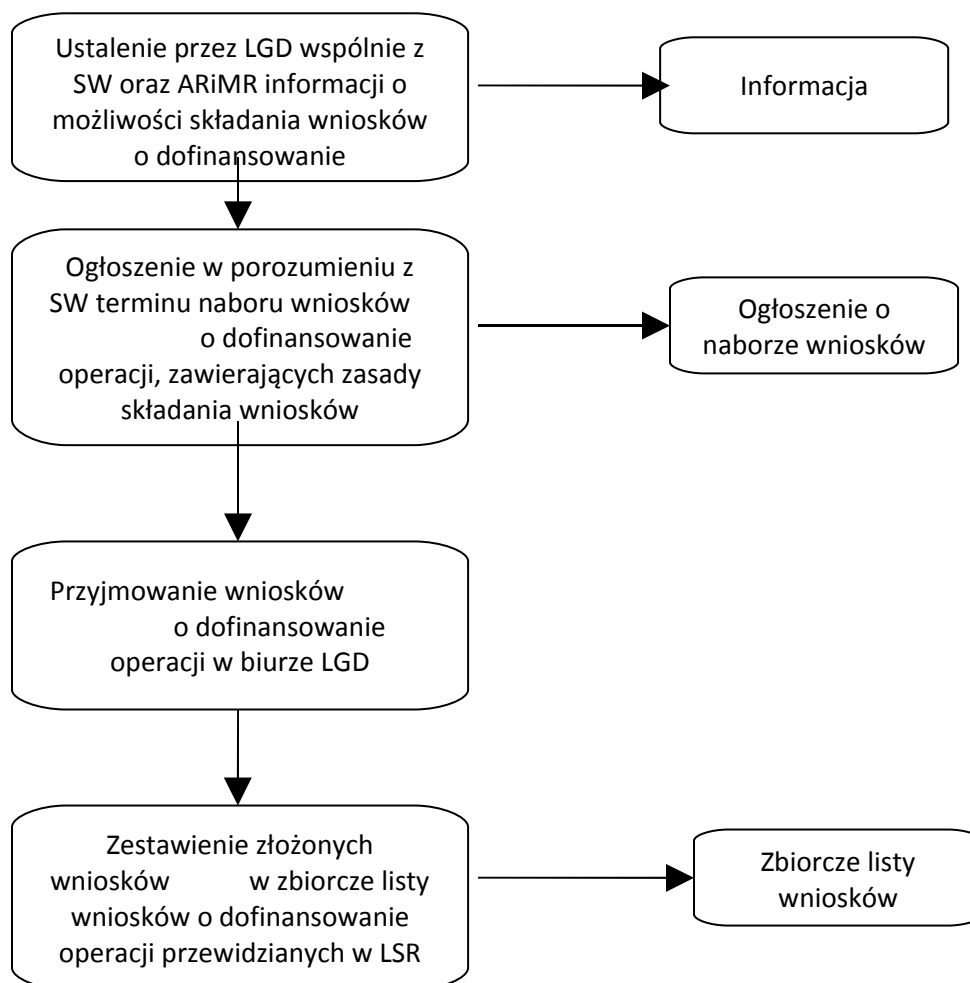 Ustalenie przez LGD wspólnie z
SW oraz ARiMR informacji o
możliwości składania wniosków
o dofinansowanie
Informacja
Ogłoszenie w porozumieniu z
SW terminu naboru wniosków
o dofinansowanie
operacji, zawierających zasady
składania wniosków
Ogłoszenie o
naborze wniosków
Przyjmowanie wniosków
o dofinansowanie
operacji w biurze LGD
Zestawienie złożonych
wniosków w zbiorcze listy
wniosków o dofinansowanie
operacji przewidzianych w LSR
Zbiorcze listy
wniosków